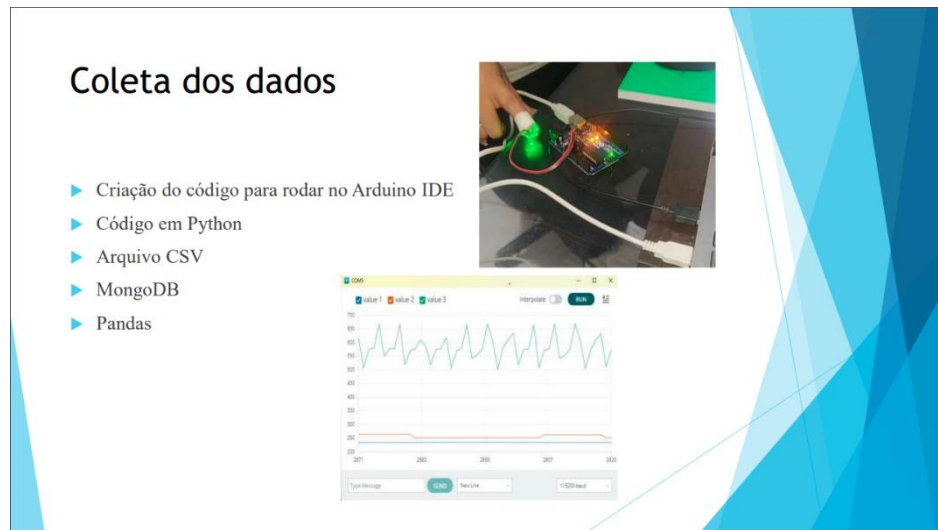 Coleta dos dados
Criação do código para rodar no Arduino IDE
Código em Python
Arquivo CSV
MongoDB
Pandas
COM5
value 1 value 2 value 3
Interpolate
RUN
700
650
600
550
500
450
400
350
300
250
200
Type Message
SEND
New Line
115200 baud